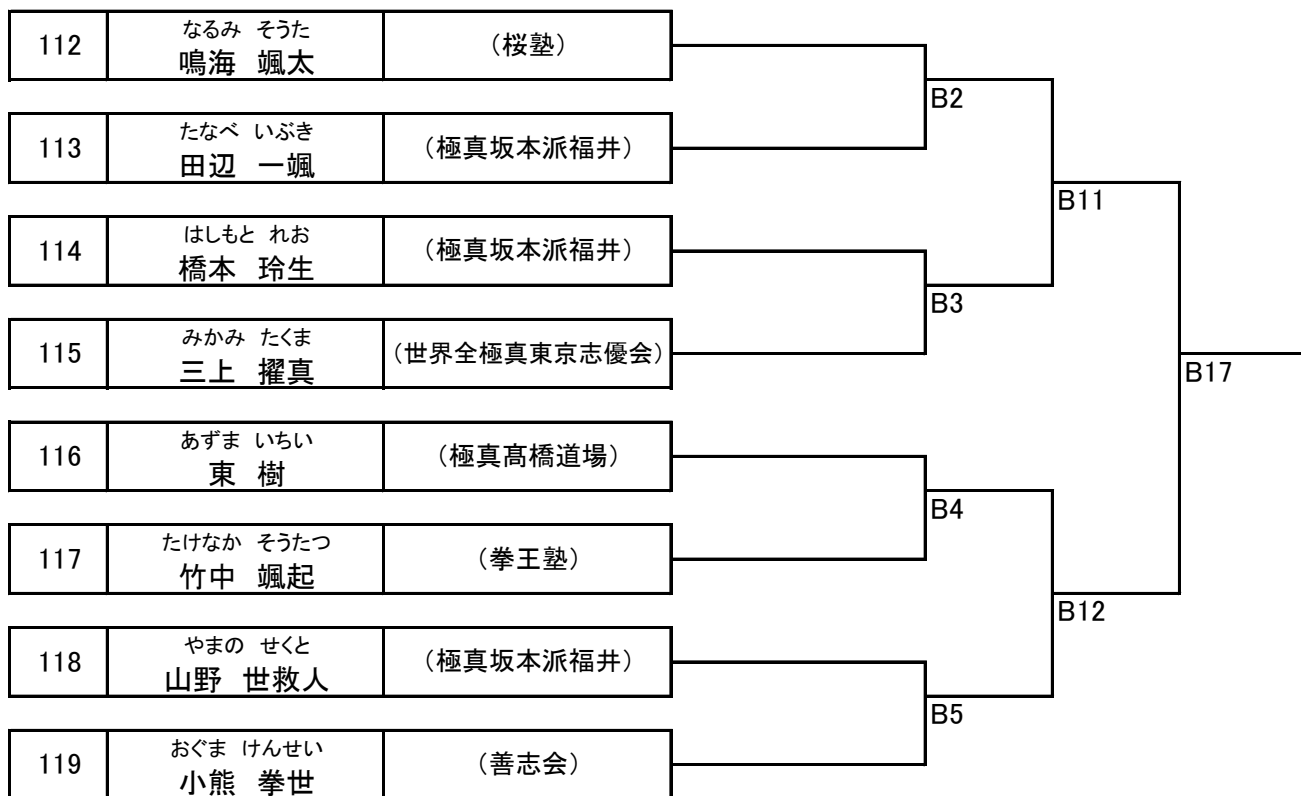 112
なるみ そうた
鳴海 颯太
（桜塾）
B2
113
たなべ いぶき
田辺 一颯
（極真坂本派福井）
B11
114
はしもと れお
橋本 玲生
（極真坂本派福井）
B3
115
みかみ たくま
三上 擢真
（世界全極真東京志優会）
B17
116
あずま いちい
東 樹
（極真髙橋道場）
B4
117
たけなか そうたつ
竹中 颯起
（拳王塾）
B12
118
やまの せくと
山野 世救人
（極真坂本派福井）
B5
119
おぐま けんせい
小熊 拳世
（善志会）